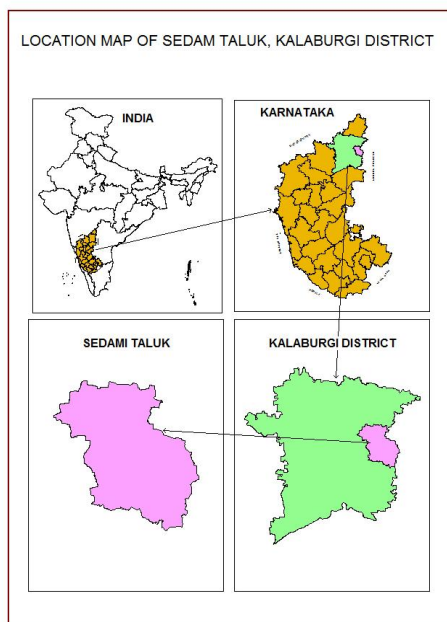 LOCATION MAP OF SEDAM TALUK, KALABURGI DISTRICT
INDIA
KARNATAKA
SEDAMI TALUK
KALABURGI DISTRICT